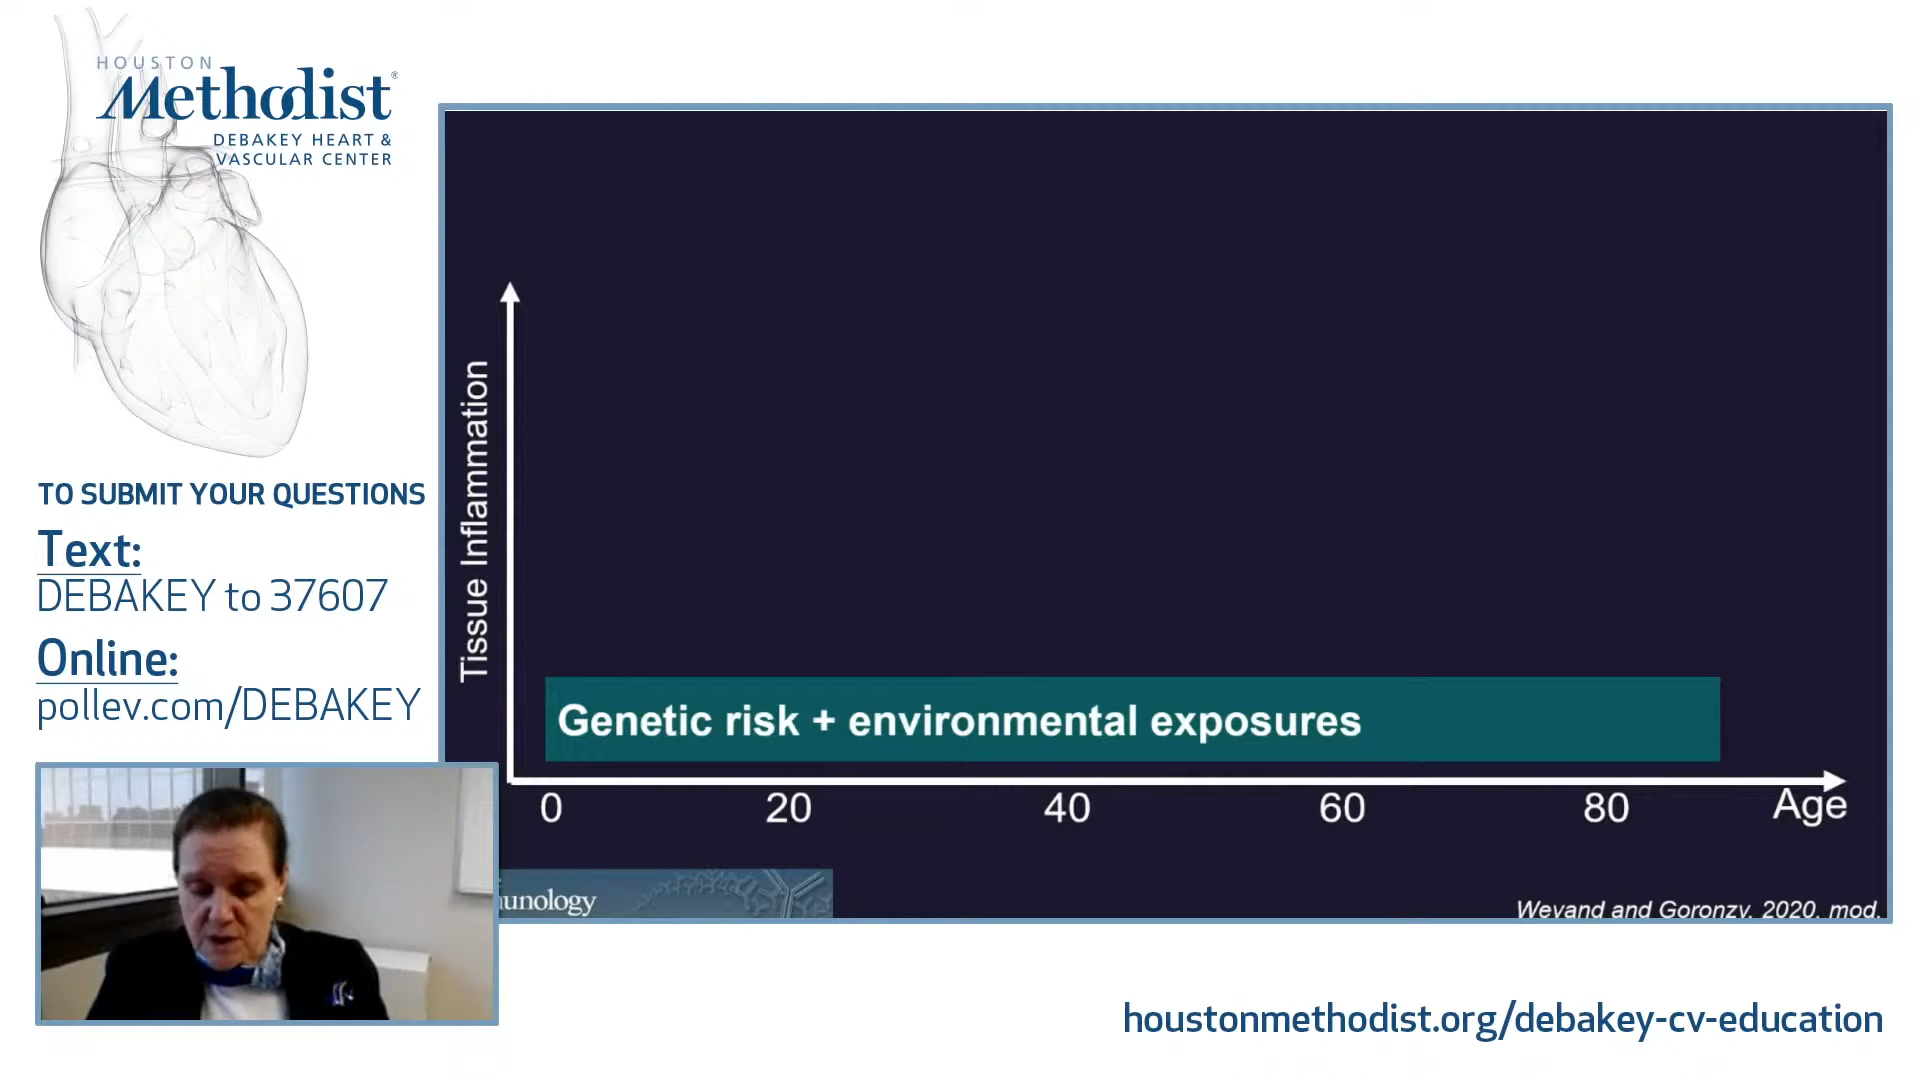 HOUSTON
Methodist®
DEBAKEY HEART &
VASCULAR CENTER
TO SUBMIT YOUR QUESTIONS
Text:
DEBAKEY to 37607
Online:
pollev.com/DEBAKEY
Tissue Inflammation
Genetic risk + environmental exposures
0 20 40 60 80 Age
unology
Weyand and Goronzy, 2020, mod.
houstonmethodist.org/debakey-cv-education